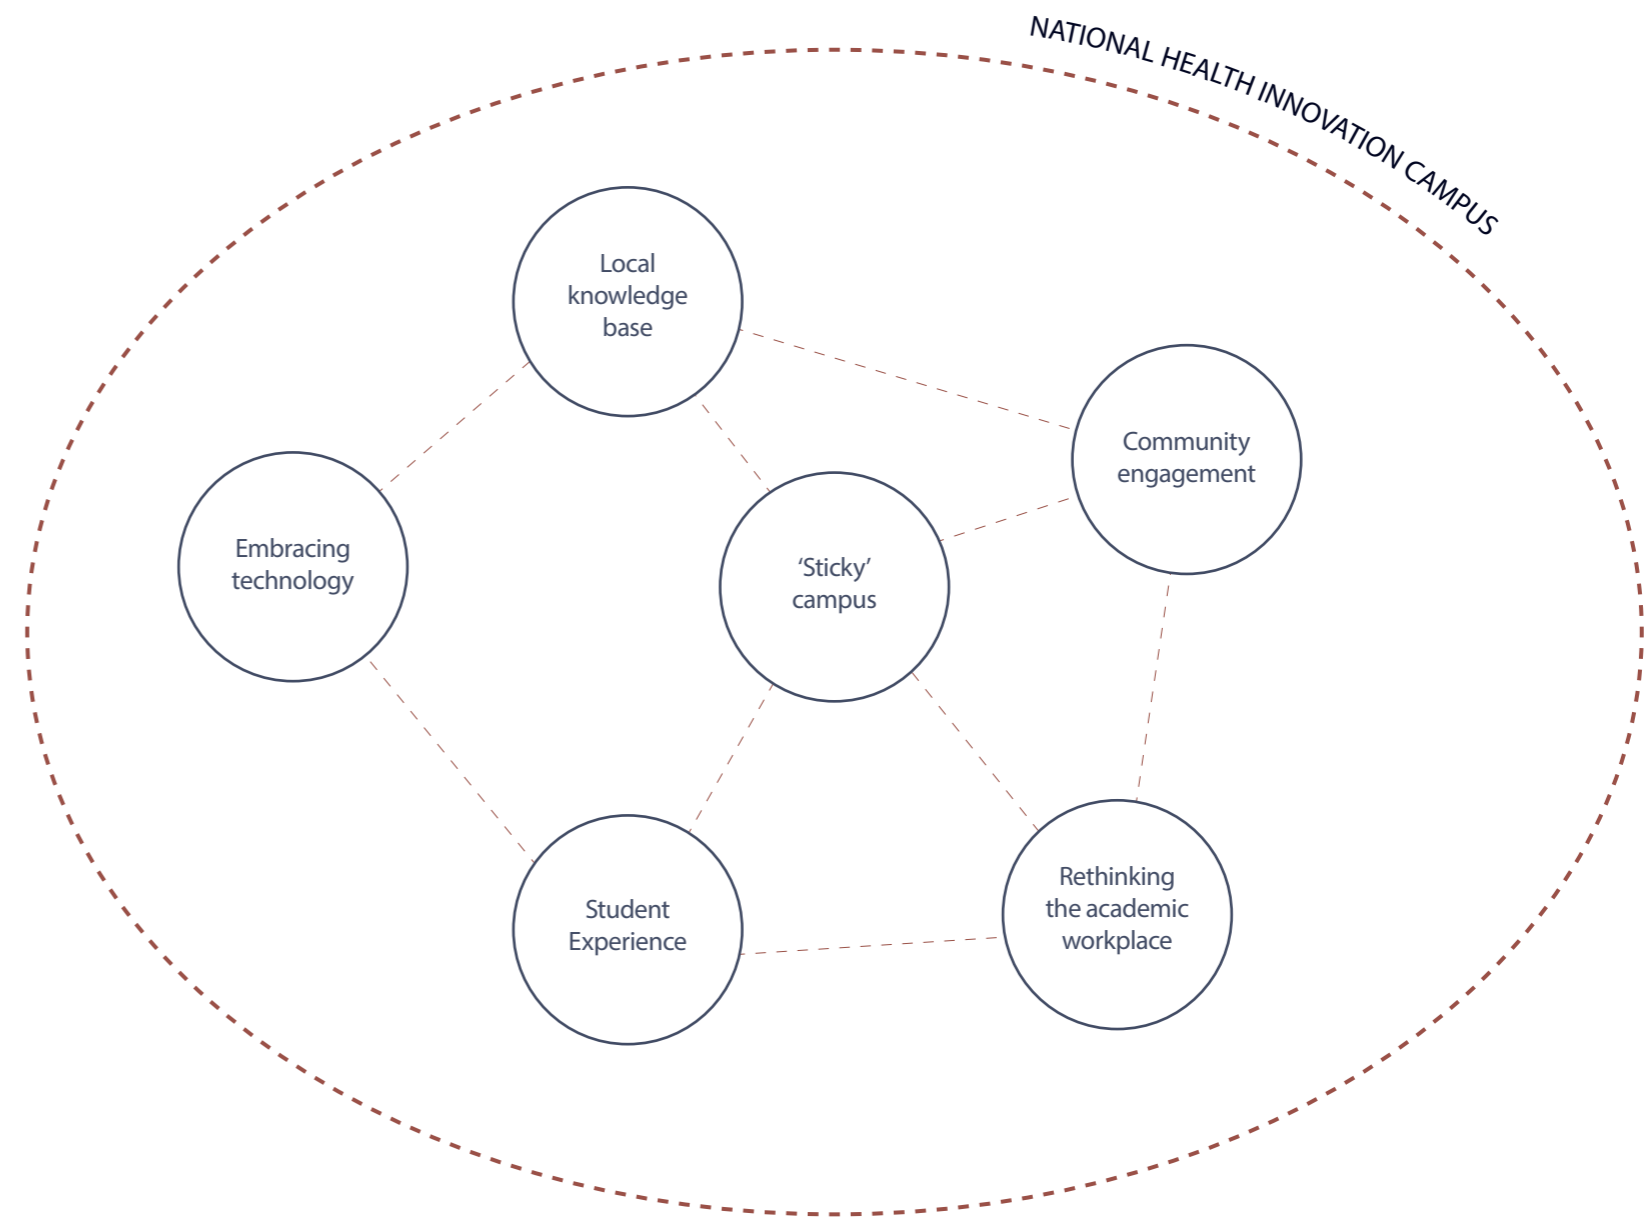 NATIONAL HEALTH INNOVATION CAMPUS
Local
knowledge
base
Community
engagement
Embracing
technology
‘Sticky’
campus
Student
Experience
Rethinking
the academic
workplace